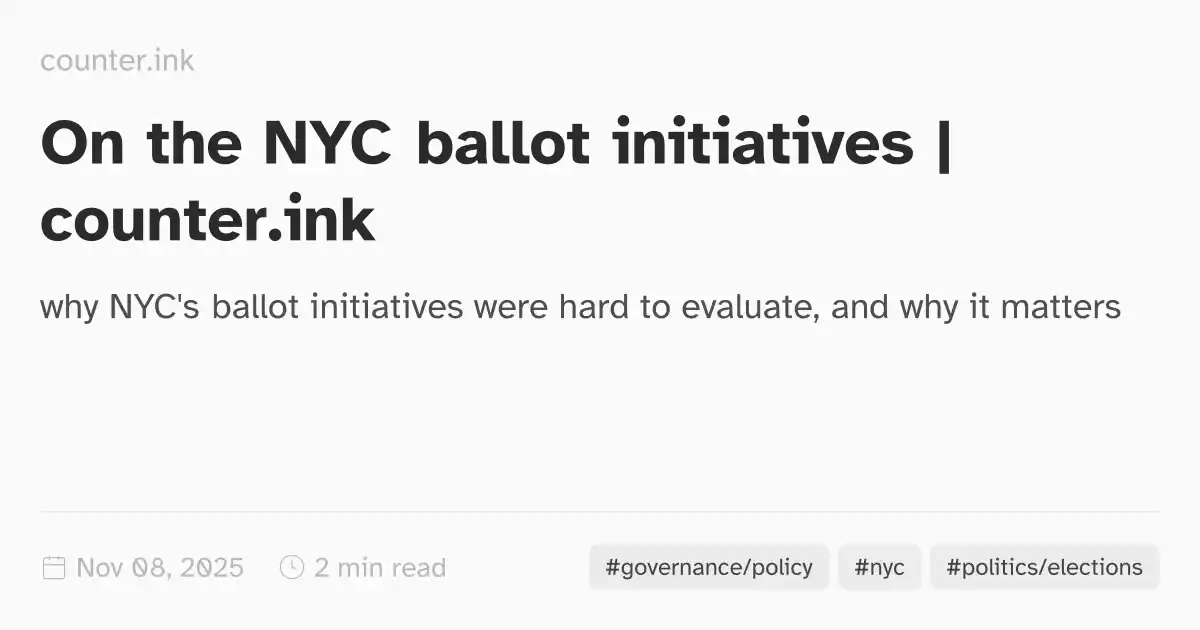 counter.ink
On the NYC ballot initiatives |
counter.ink
why NYC's ballot initiatives were hard to evaluate, and why it matters
Nov 08, 2025 2 min read #governance/policy #nyc #politics/elections